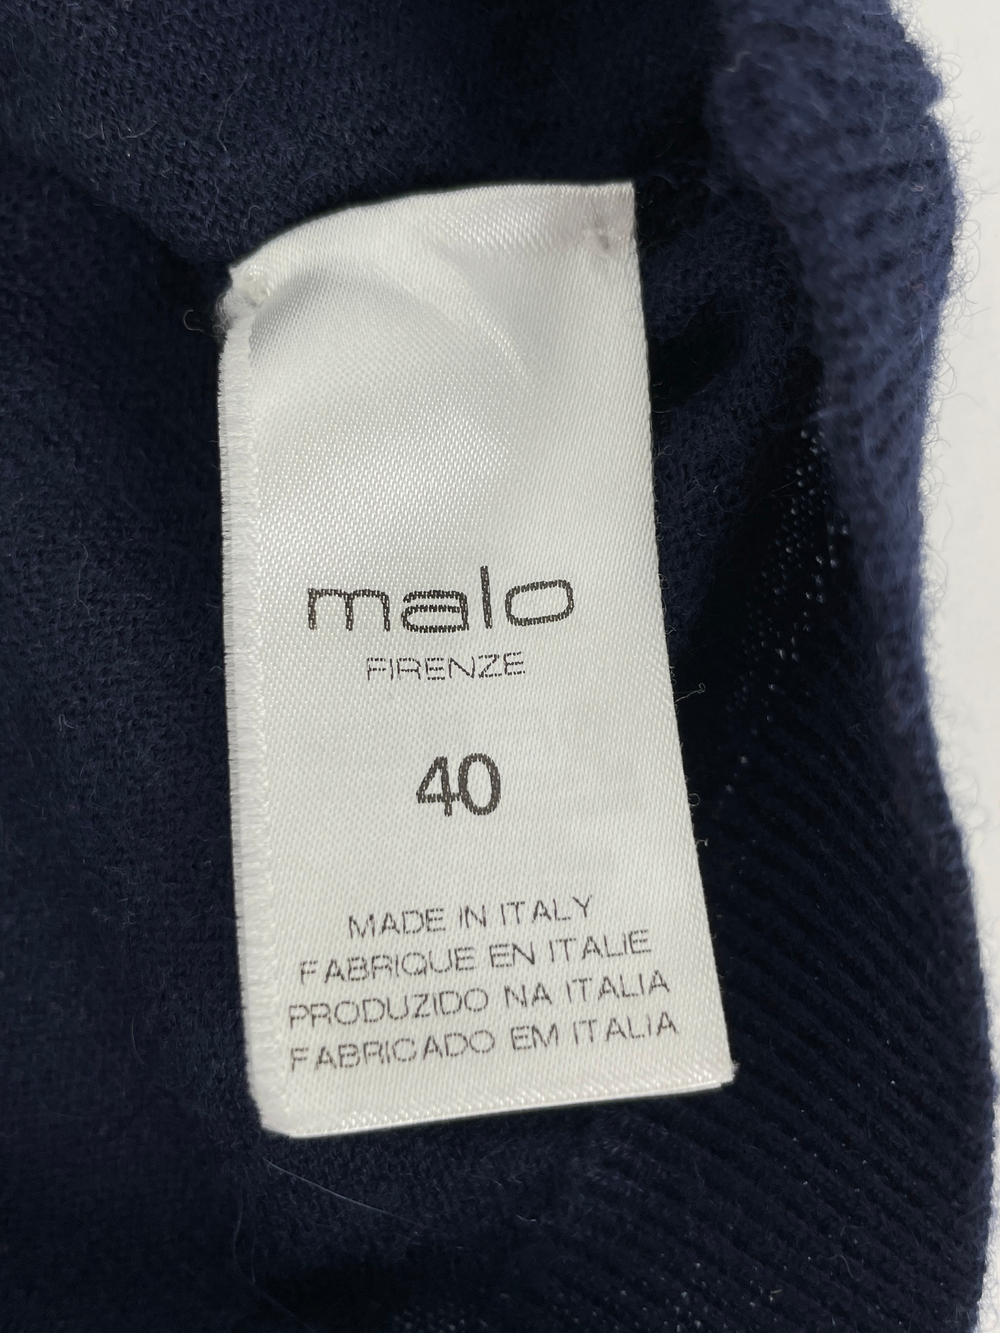 malo
FIRENZE
40
MADE IN ITALY
FABRIQUE EN ITALIE
PRODUZIDO NA ITALIA
FABRICADO EM ITALIA